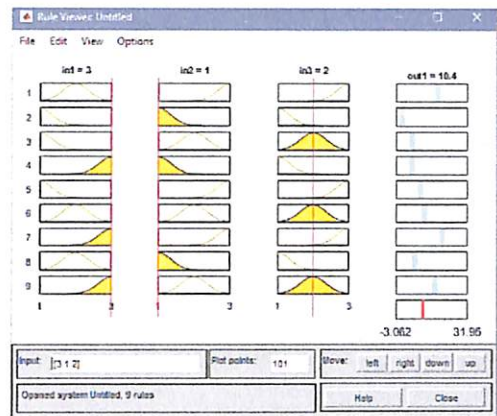 Rule Viewer: Untitled
File Edit View Options
in1 = 3 in2 = 1 in3 = 2 out1 = 10.4
1
2
3
4
5
6
7
8
9
1 3 1 3 1 3
-3.062 31.95
Input: [3 1 2] Plot points: 101 Move: left right down up
Opened system Untitled, 9 rules Help Close